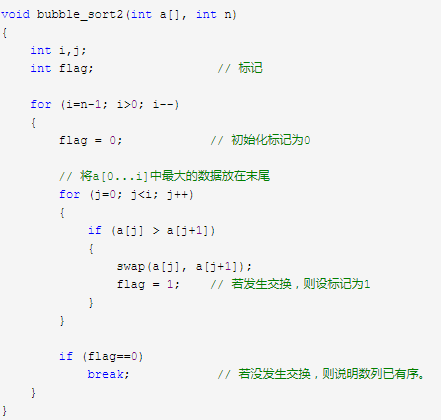 void bubble_sort2(int a[], int n)
{
    int i,j;
    int flag;                 // 标记

    for (i=n-1; i>0; i--)
    {
        flag = 0;            // 初始化标记为0

        // 将a[0...i]中最大的数据放在末尾
        for (j=0; j<i; j++)
        {
            if (a[j] > a[j+1])
            {
                swap(a[j], a[j+1]);
                flag = 1;    // 若发生交换，则设标记为1
            }
        }

        if (flag==0)
            break;            // 若没发生交换，则说明数列已有序。
    }
}